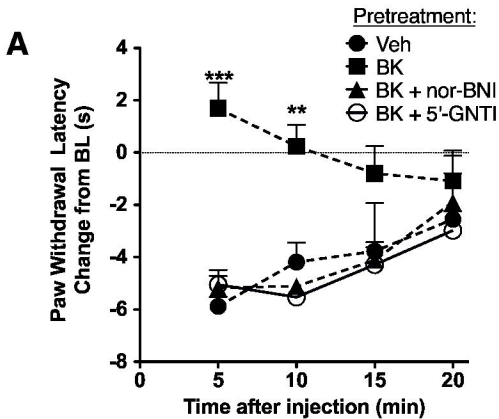 A
Pretreatment:
Veh
BK
BK + nor-BNI
BK + 5'-GNTI
Paw Withdrawal Latency
Change from BL (s)
4
2
0
-2
-4
-6
-8
***
**
0
5
10
15
20
Time after injection (min)